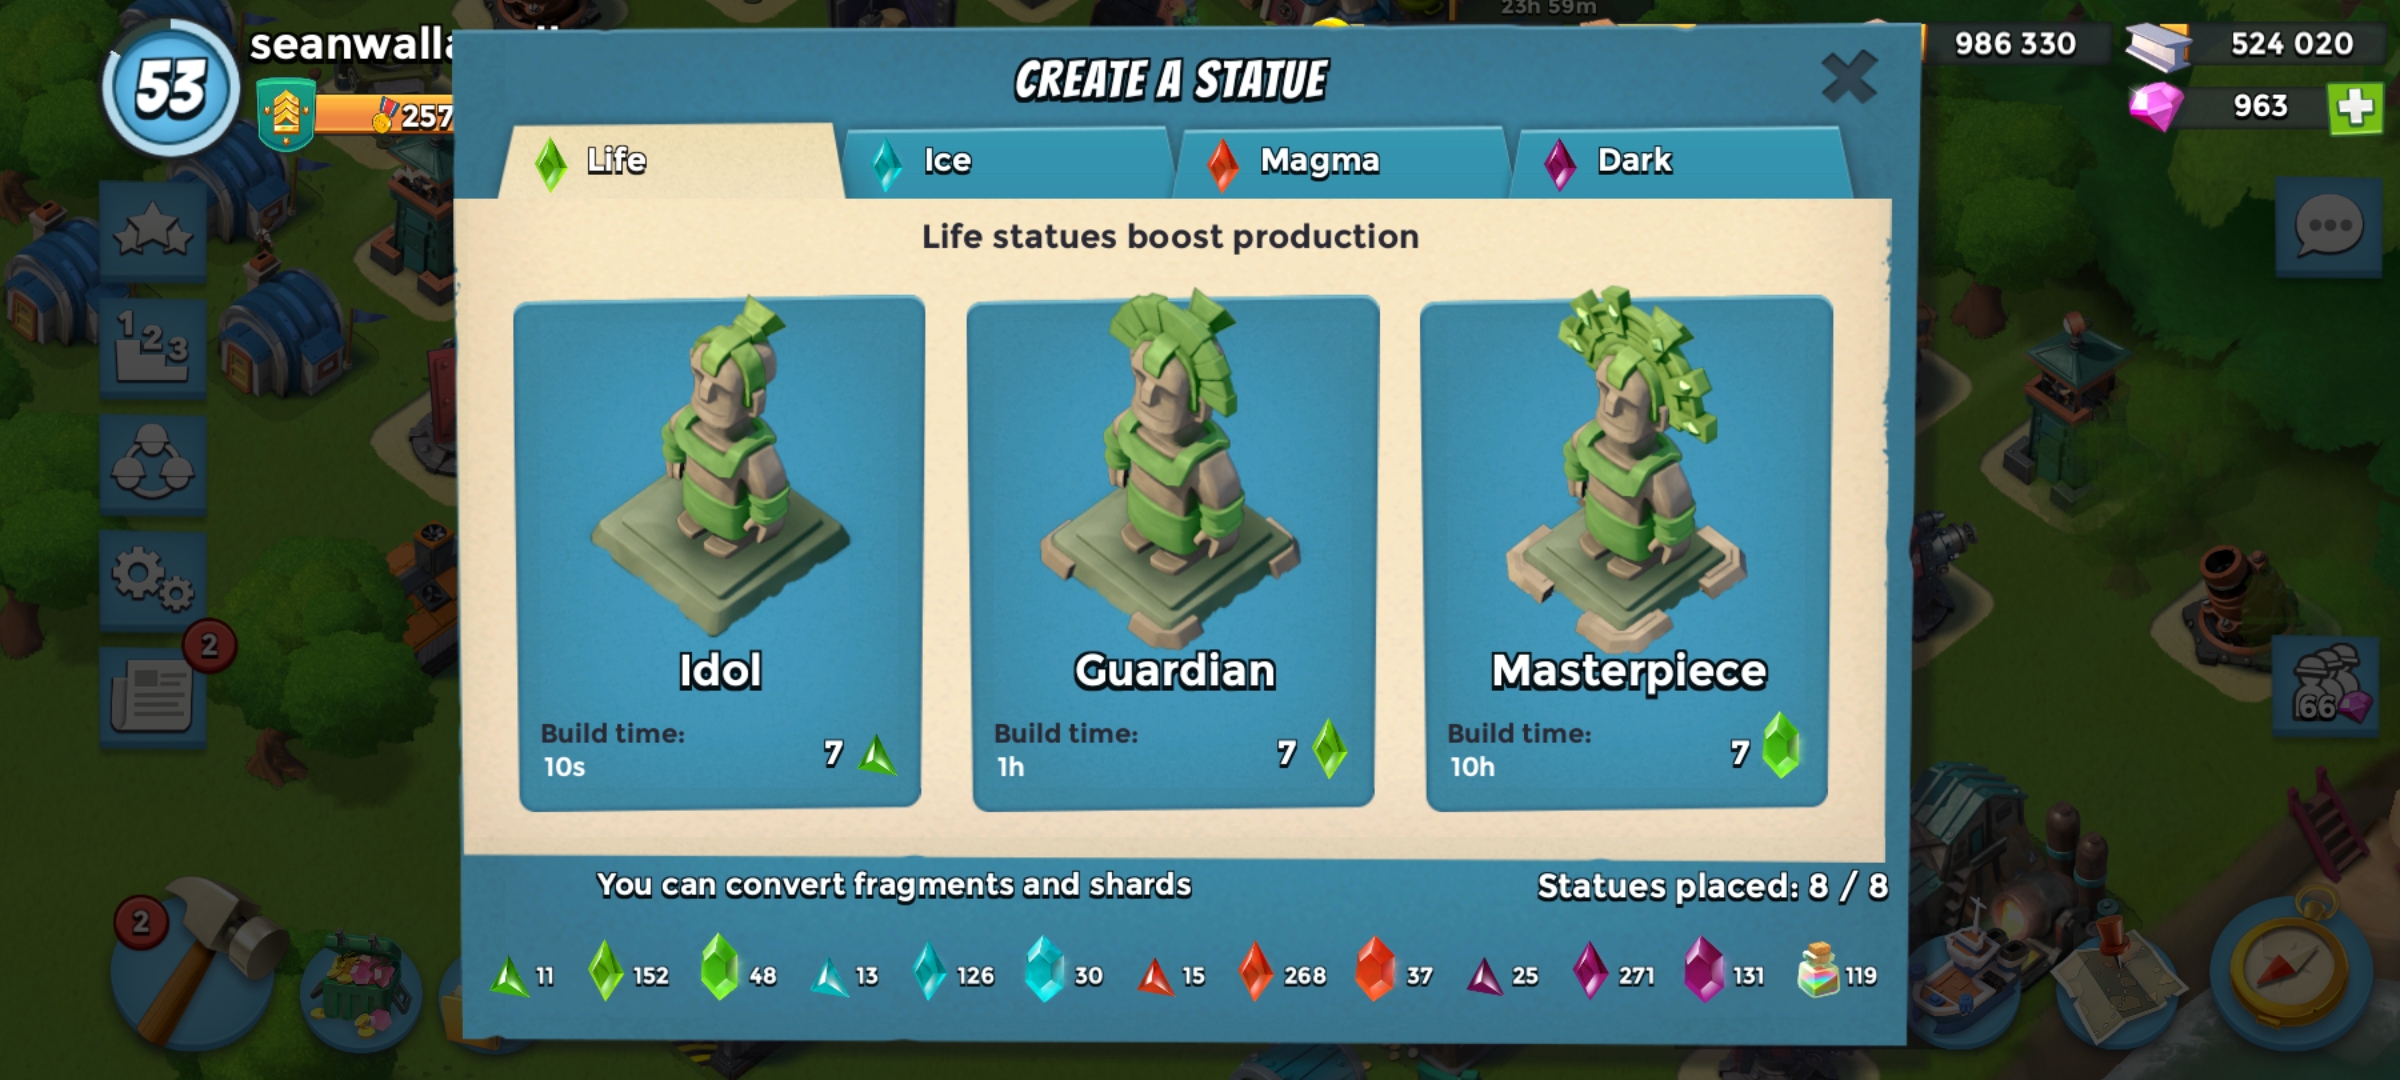 23h 59m
53
257
986 330
524 020
963
CREATE A STATUE
Life
Ice
Magma
Dark
Life statues boost production
1 2 3
Idol
Guardian
Masterpiece
Build time:
10s
7
Build time:
1h
7
Build time:
10h
7
2
66
You can convert fragments and shards
Statues placed: 8 / 8
2
11
152
48
13
126
30
15
268
37
25
271
131
119